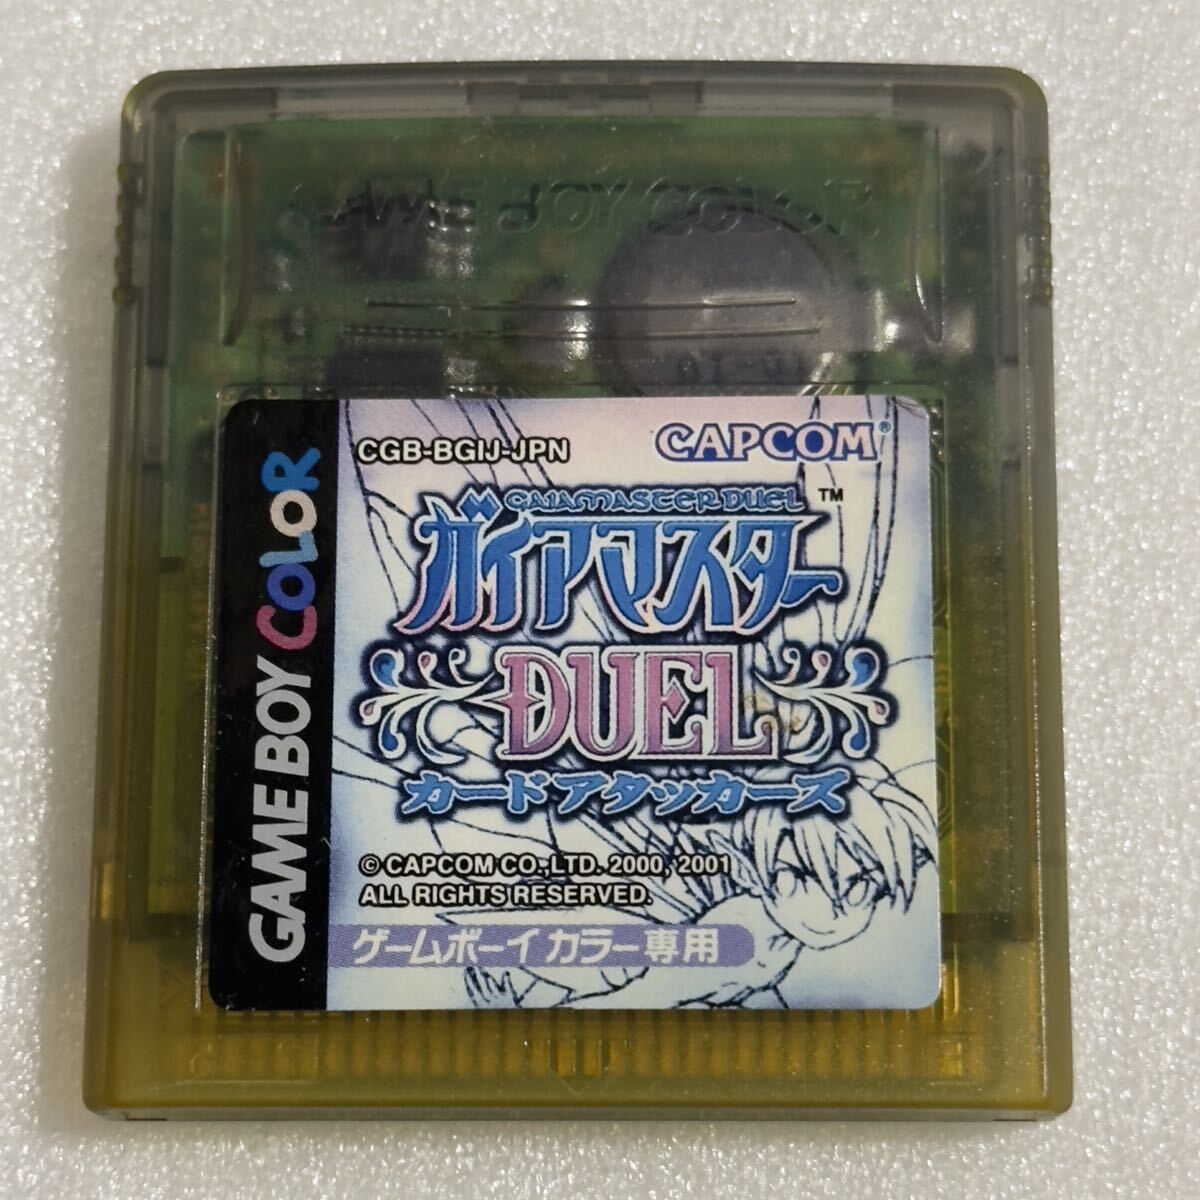 GAME BOY COLOR
GAME BOY COLOR
CGB-BGIJ-JPN
CAPCOM®
GAIAMASTER DUEL
ガイアマスター™
DUEL
カードアタッカーズ
© CAPCOM CO.,LTD. 2000, 2001
ALL RIGHTS RESERVED.
ゲームボーイカラー専用